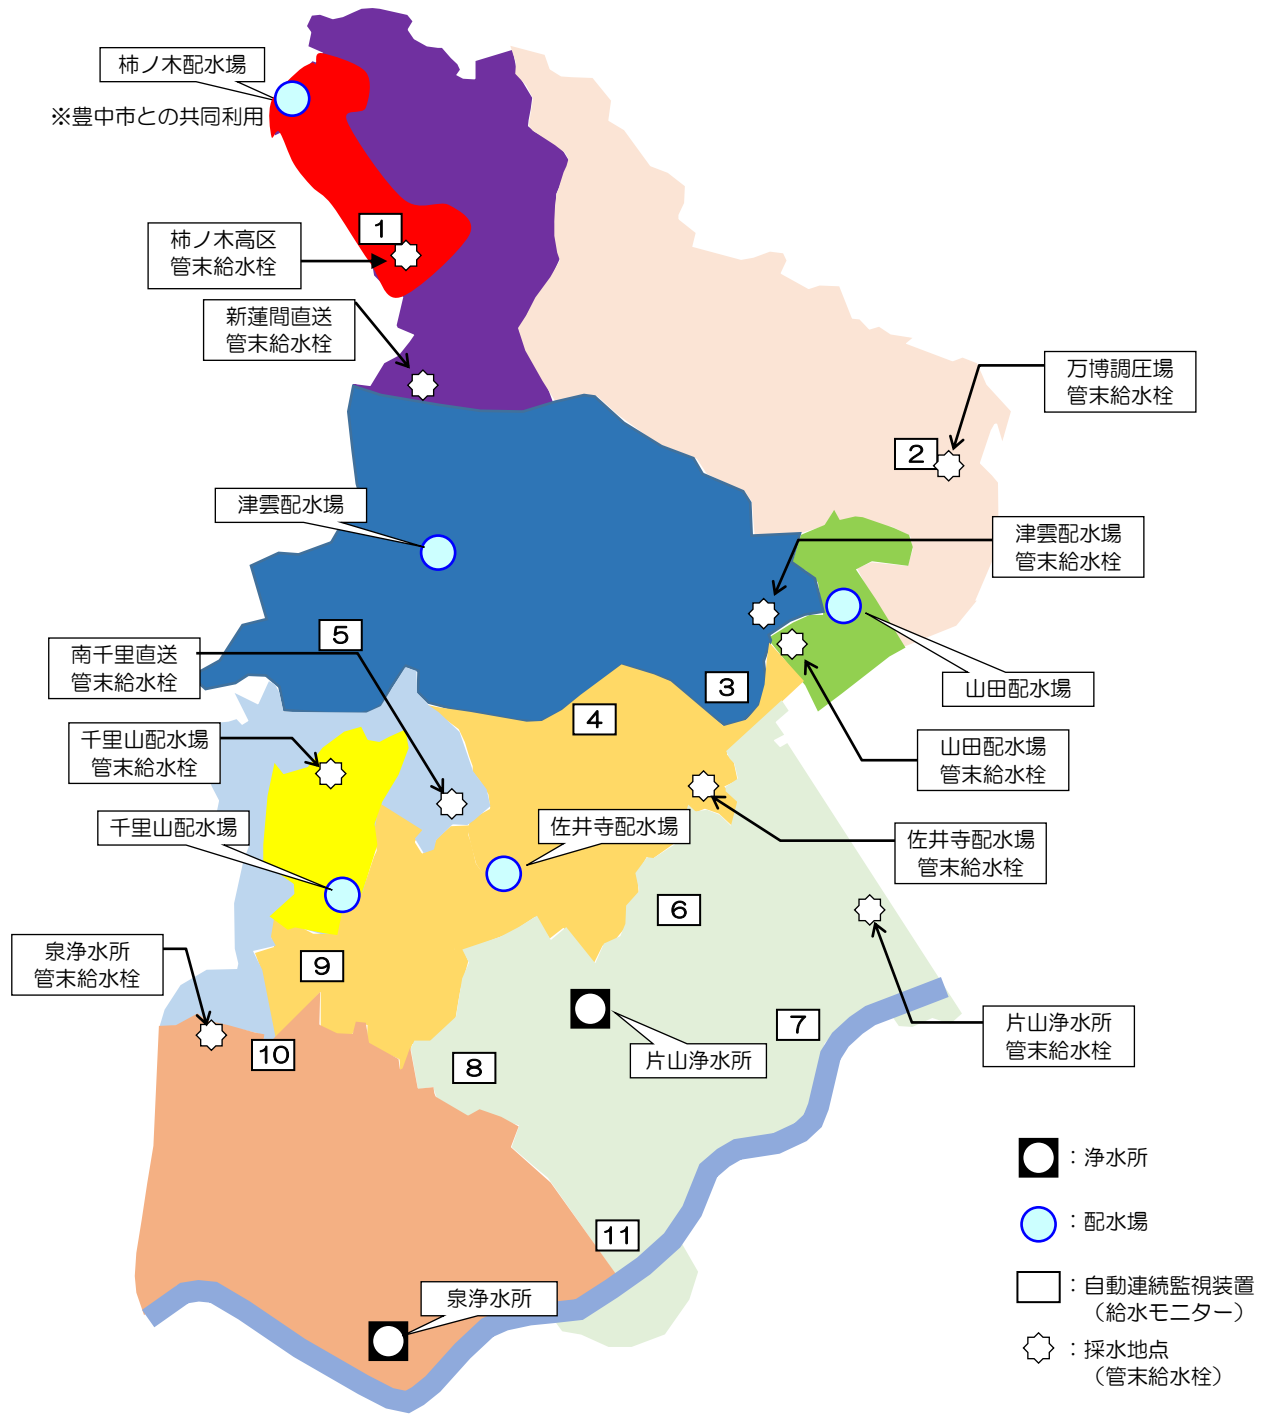 柿ノ木配水場
※豊中市との共同利用
1
柿ノ木高区
管末給水栓
新蓮間直送
管末給水栓
万博調圧場
管末給水栓
2
津雲配水場
津雲配水場
管末給水栓
5
南千里直送
管末給水栓
3
山田配水場
4
千里山配水場
管末給水栓
山田配水場
管末給水栓
千里山配水場
佐井寺配水場
佐井寺配水場
管末給水栓
6
泉浄水所
管末給水栓
9
7
片山浄水所
管末給水栓
10
8
片山浄水所
11
泉浄水所
：浄水所
：配水場
：自動連続監視装置
（給水モニター）
：採水地点
（管末給水栓）